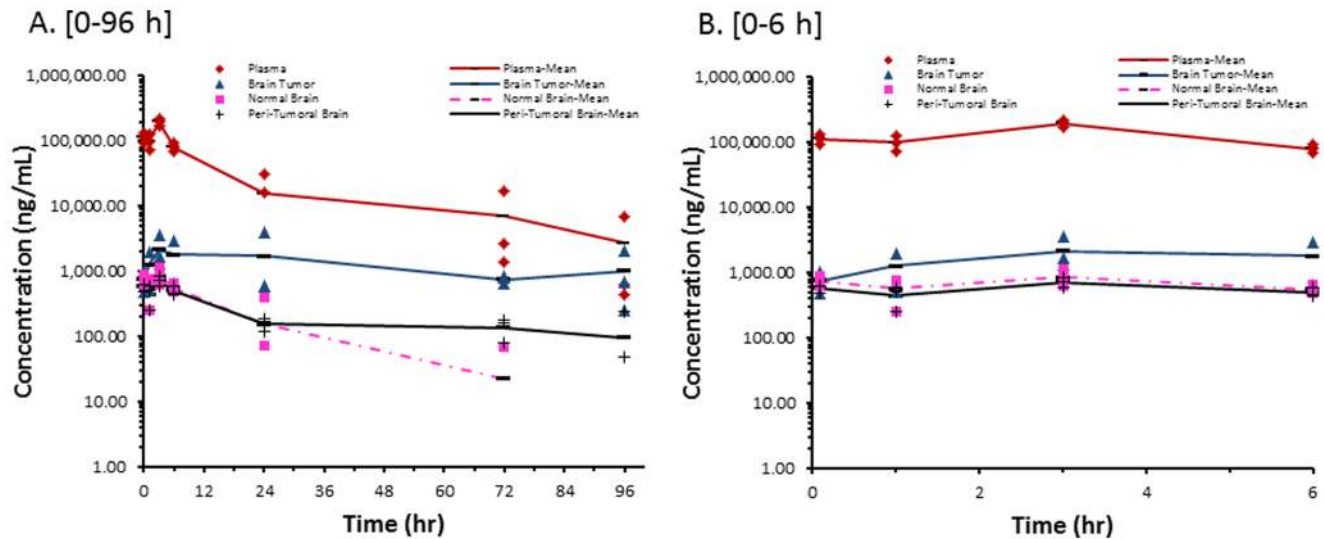 A. [0-96 h]
Plasma
Plasma-Mean
Brain Tumor
Brain Tumor-Mean
Normal Brain
Normal Brain-Mean
Peri-Tumoral Brain
Peri-Tumoral Brain-Mean
1,000,000.00
100,000.00
10,000.00
1,000.00
100.00
10.00
1.00
Concentration (ng/mL)
0 12 24 36 48 60 72 84 96
Time (hr)
B. [0-6 h]
Plasma
Plasma-Mean
Brain Tumor
Brain Tumor-Mean
Normal Brain
Normal Brain-Mean
Peri-Tumoral Brain
Peri-Tumoral Brain-Mean
1,000,000.00
100,000.00
10,000.00
1,000.00
100.00
10.00
1.00
Concentration (ng/mL)
0 2 4 6
Time (hr)